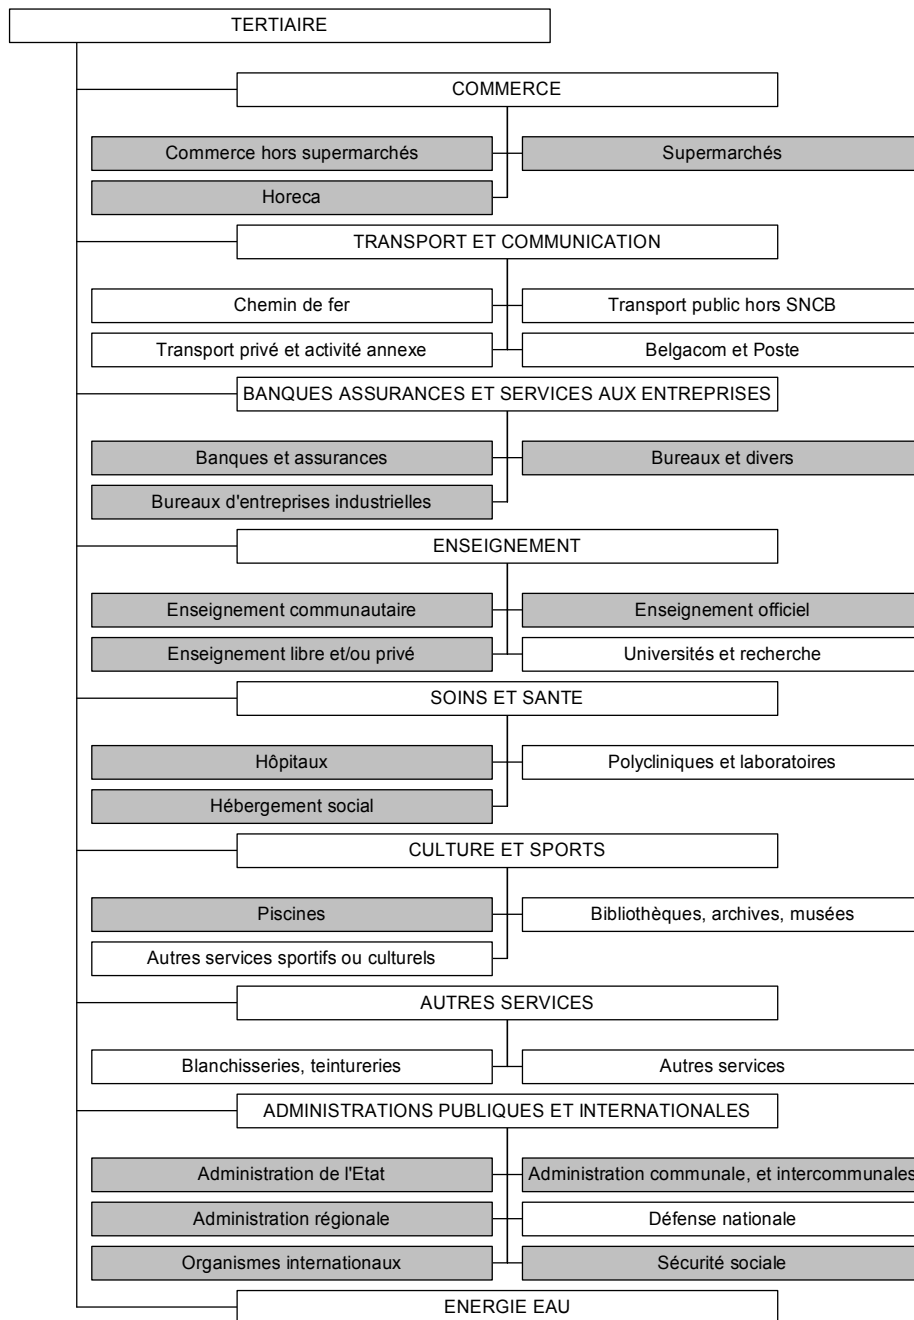 TERTIAIRE
COMMERCE
Commerce hors supermarchés
Supermarchés
Horeca
TRANSPORT ET COMMUNICATION
Chemin de fer
Transport public hors SNCB
Transport privé et activité annexe
Belgacom et Poste
BANQUES ASSURANCES ET SERVICES AUX ENTREPRISES
Banques et assurances
Bureaux et divers
Bureaux d'entreprises industrielles
ENSEIGNEMENT
Enseignement communautaire
Enseignement officiel
Enseignement libre et/ou privé
Universités et recherche
SOINS ET SANTE
Hôpitaux
Polycliniques et laboratoires
Hébergement social
CULTURE ET SPORTS
Piscines
Bibliothèques, archives, musées
Autres services sportifs ou culturels
AUTRES SERVICES
Blanchisseries, teintureries
Autres services
ADMINISTRATIONS PUBLIQUES ET INTERNATIONALES
Administration de l'Etat
Administration communale, et intercommunales
Administration régionale
Défense nationale
Organismes internationaux
Sécurité sociale
ENERGIE EAU